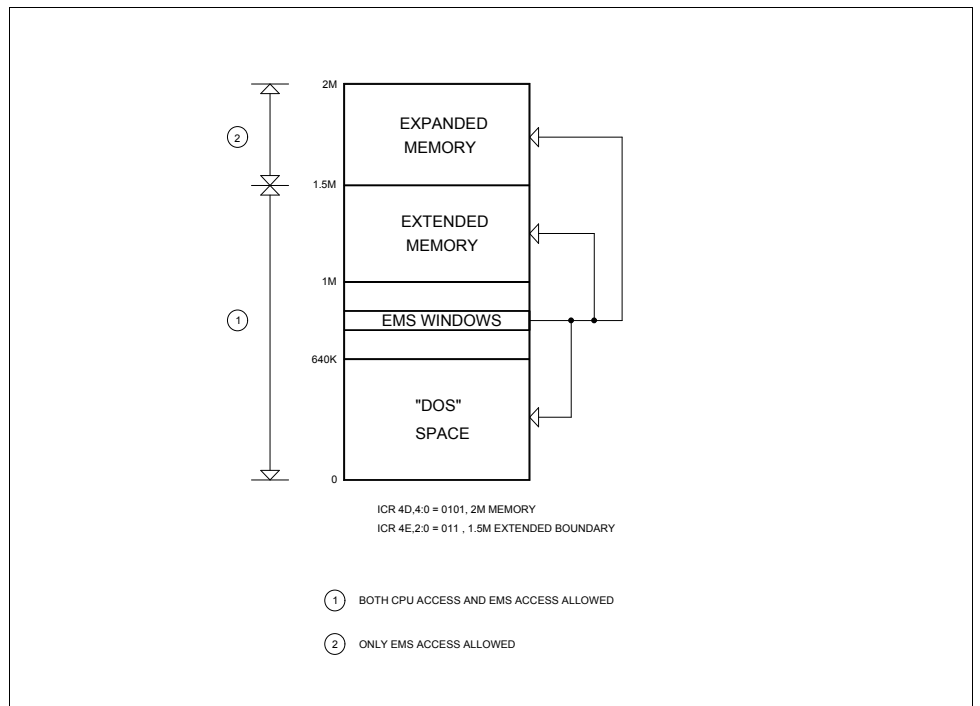 2M
EXPANDED
MEMORY
2
1.5M
EXTENDED
MEMORY
1M
1
EMS WINDOWS
640K
"DOS"
SPACE
0
ICR 4D,4:0 = 0101, 2M MEMORY
ICR 4E,2:0 = 011 , 1.5M EXTENDED BOUNDARY
1 BOTH CPU ACCESS AND EMS ACCESS ALLOWED
2 ONLY EMS ACCESS ALLOWED